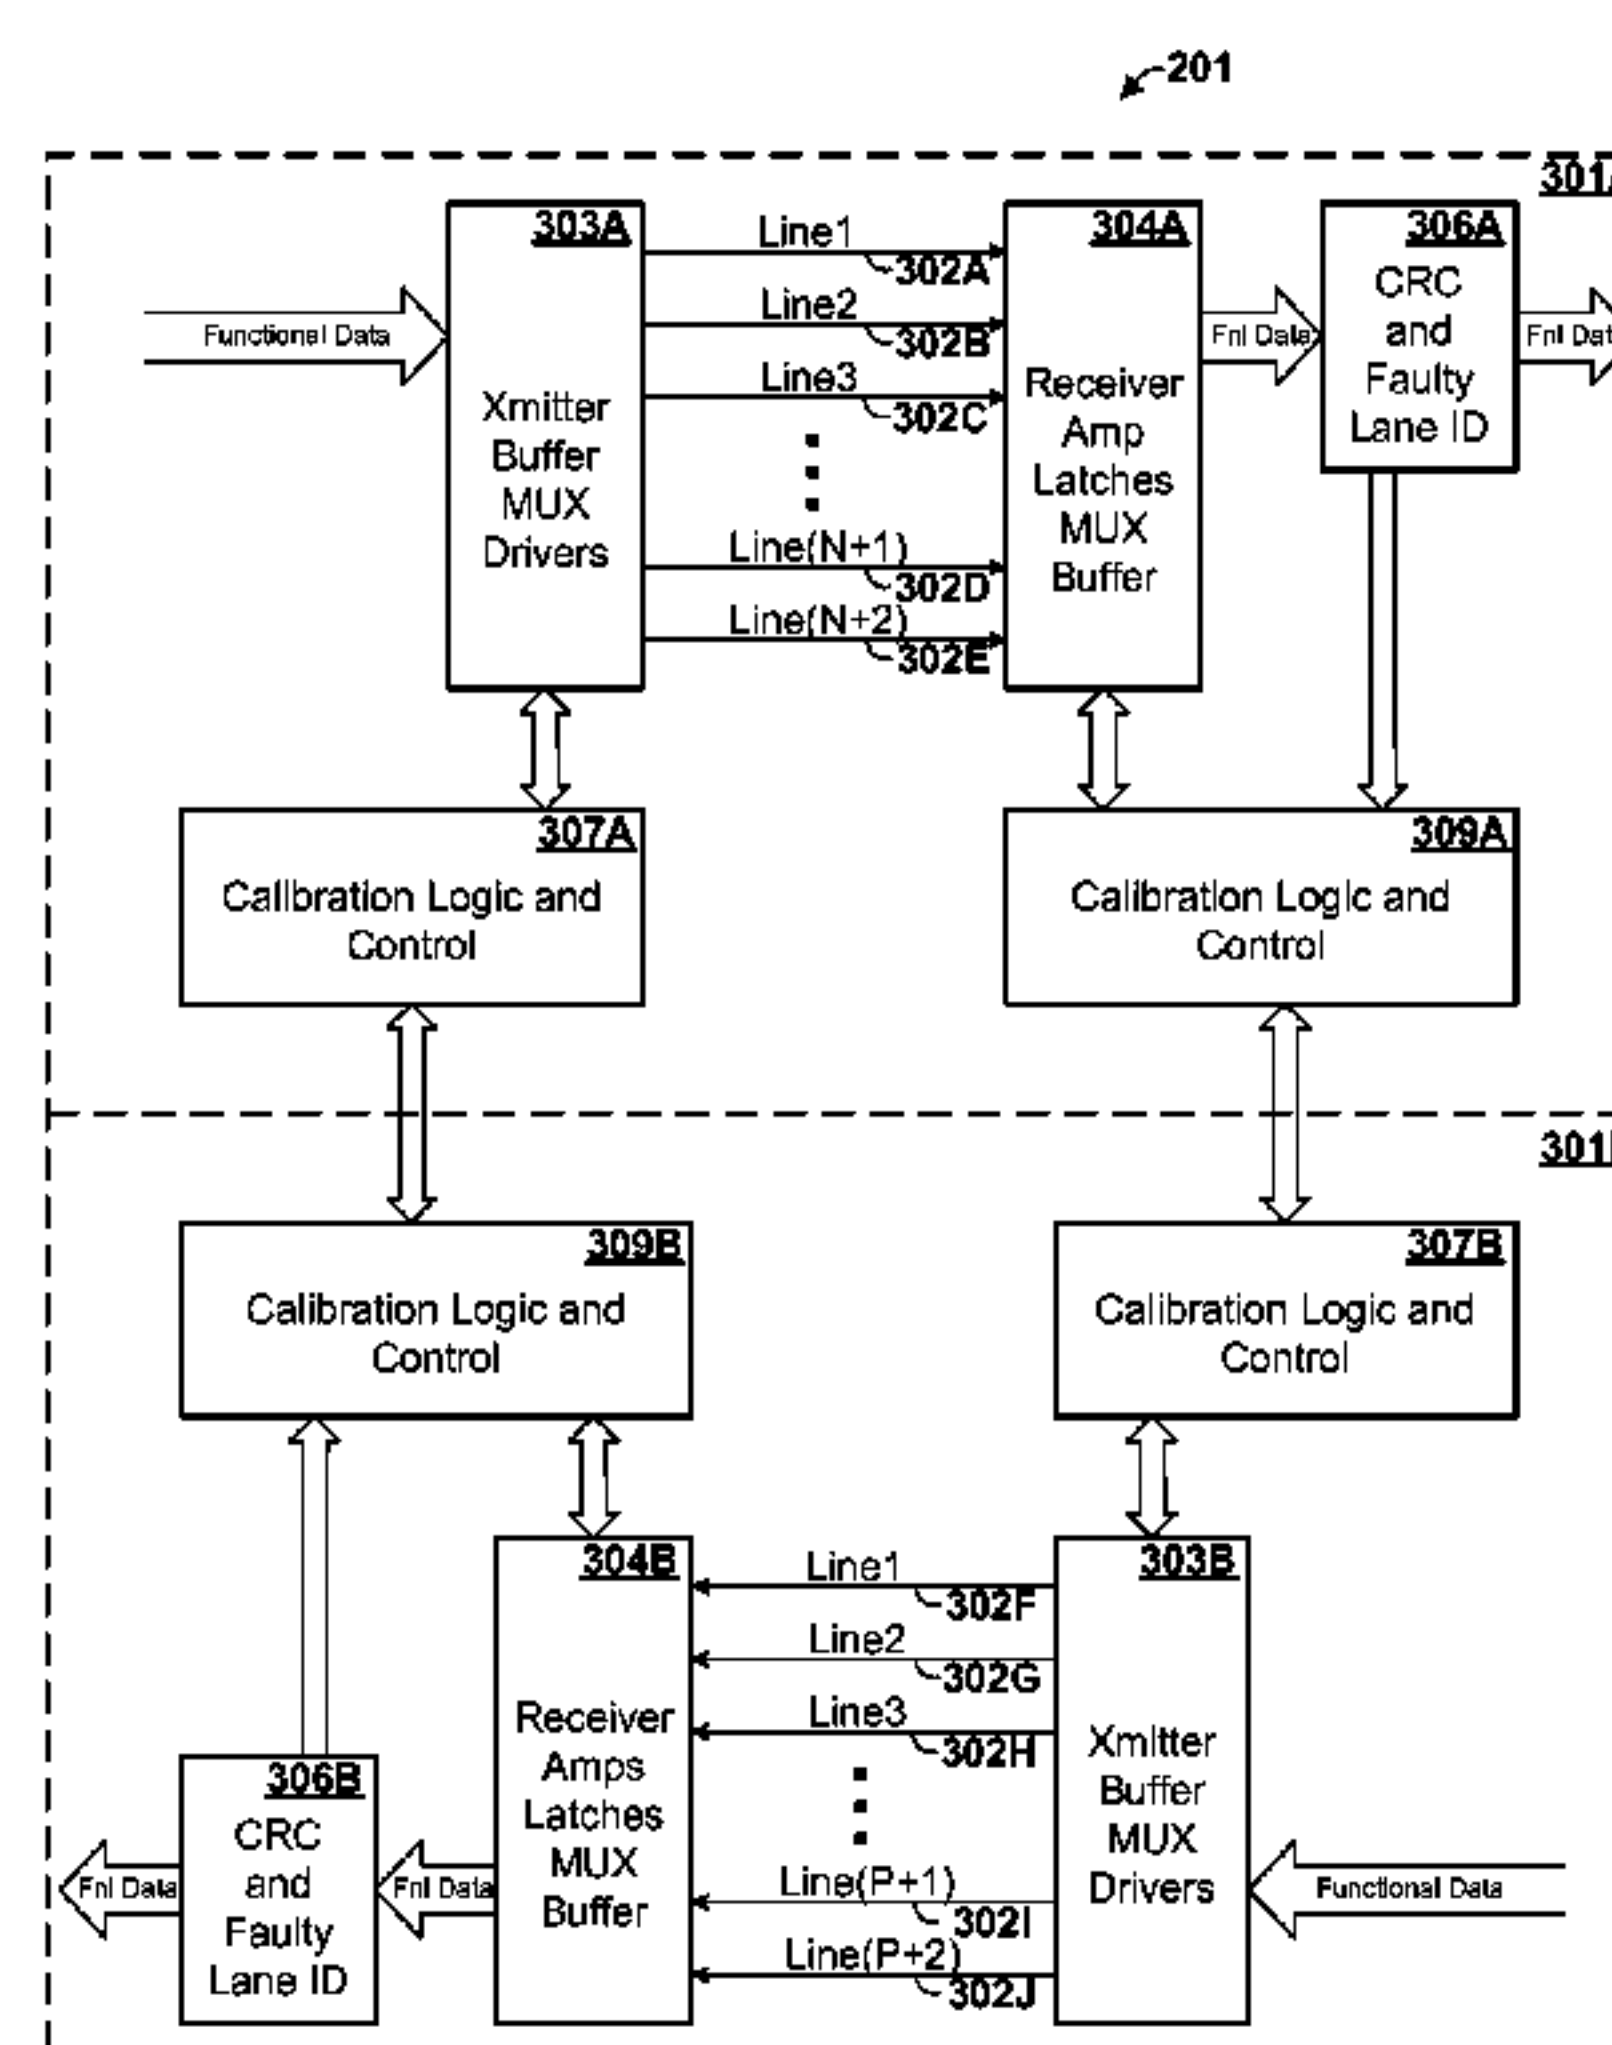 201
301A
303A
Xmitter
Buffer
MUX
Drivers
Functional Data
Line1
302A
Line2
302B
Line3
302C
Line(N+1)
302D
Line(N+2)
302E
304A
Receiver
Amp
Latches
MUX
Buffer
Fnl Data
306A
CRC
and
Faulty
Lane ID
Fnl Dat
307A
Calibration Logic and
Control
309A
Calibration Logic and
Control
301
309B
Calibration Logic and
Control
307B
Calibration Logic and
Control
304B
Receiver
Amps
Latches
MUX
Buffer
Line1
302F
Line2
302G
Line3
302H
Line(P+1)
302I
Line(P+2)
302J
303B
Xmitter
Buffer
MUX
Drivers
Functional Data
306B
CRC
and
Faulty
Lane ID
Fnl Data
Fnl Data